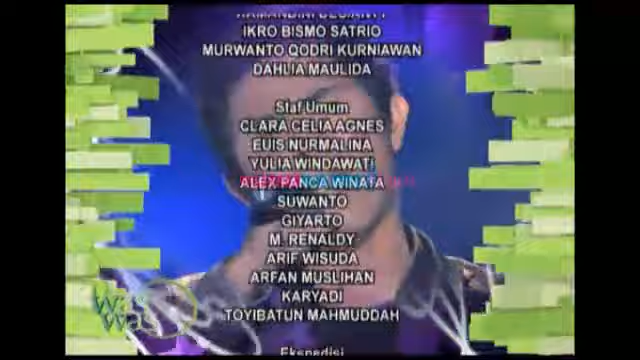 IKRO BISMO SATRIO
MURWANTO QODRI KURNIAWAN
DAHLIA MAULIDA
Staf Umum
CLARA CELIA AGNES
EUIS NURMALINA
YULIA WINDAWATI
ALEX PANCA WINATA
SUWANTO
GIYARTO
M. RENALDY
ARIF WISUDA
ARFAN MUSLIHAN
KARYADI
TOYIBATUN MAHMUDDAH
Ekspedisi